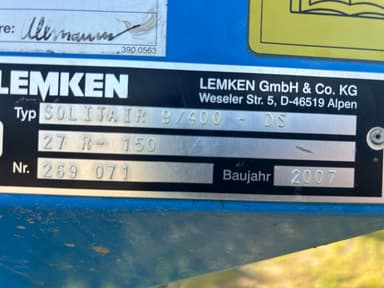 re:
390.0563
LEMKEN
LEMKEN GmbH & Co. KG
Weseler Str. 5, D-46519 Alpen
Typ SOLITAIR 9/400 - DS
27 R- 150
Nr. 269 071 Baujahr 2007